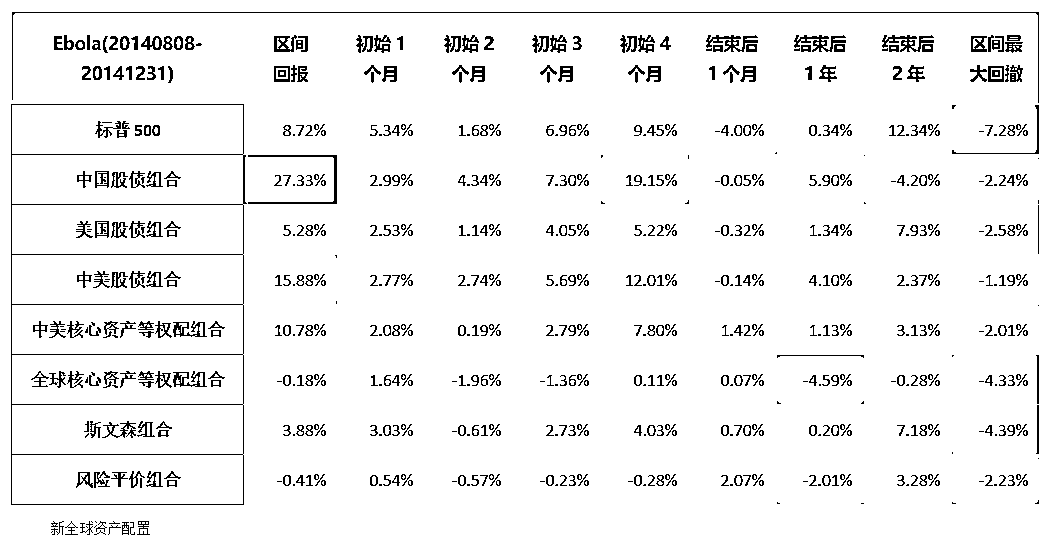 Ebola(20140808-20141231) 区间回报 初始1个月 初始2个月 初始3个月 初始4个月 结束后1个月 结束后1年 结束后2年 区间最大回撤
标普500 8.72% 5.34% 1.68% 6.96% 9.45% -4.00% 0.34% 12.34% -7.28%
中国股债组合 27.33% 2.99% 4.34% 7.30% 19.15% -0.05% 5.90% -4.20% -2.24%
美国股债组合 5.28% 2.53% 1.14% 4.05% 5.22% -0.32% 1.34% 7.93% -2.58%
中美股债组合 15.88% 2.77% 2.74% 5.69% 12.01% -0.14% 4.10% 2.37% -1.19%
中美核心资产等权配组合 10.78% 2.08% 0.19% 2.79% 7.80% 1.42% 1.13% 3.13% -2.01%
全球核心资产等权配组合 -0.18% 1.64% -1.96% -1.36% 0.11% 0.07% -4.59% -0.28% -4.33%
斯文森组合 3.88% 3.03% -0.61% 2.73% 4.03% 0.70% 0.20% 7.18% -4.39%
风险平价组合 -0.41% 0.54% -0.57% -0.23% -0.28% 2.07% -2.01% 3.28% -2.23%
新全球资产配置